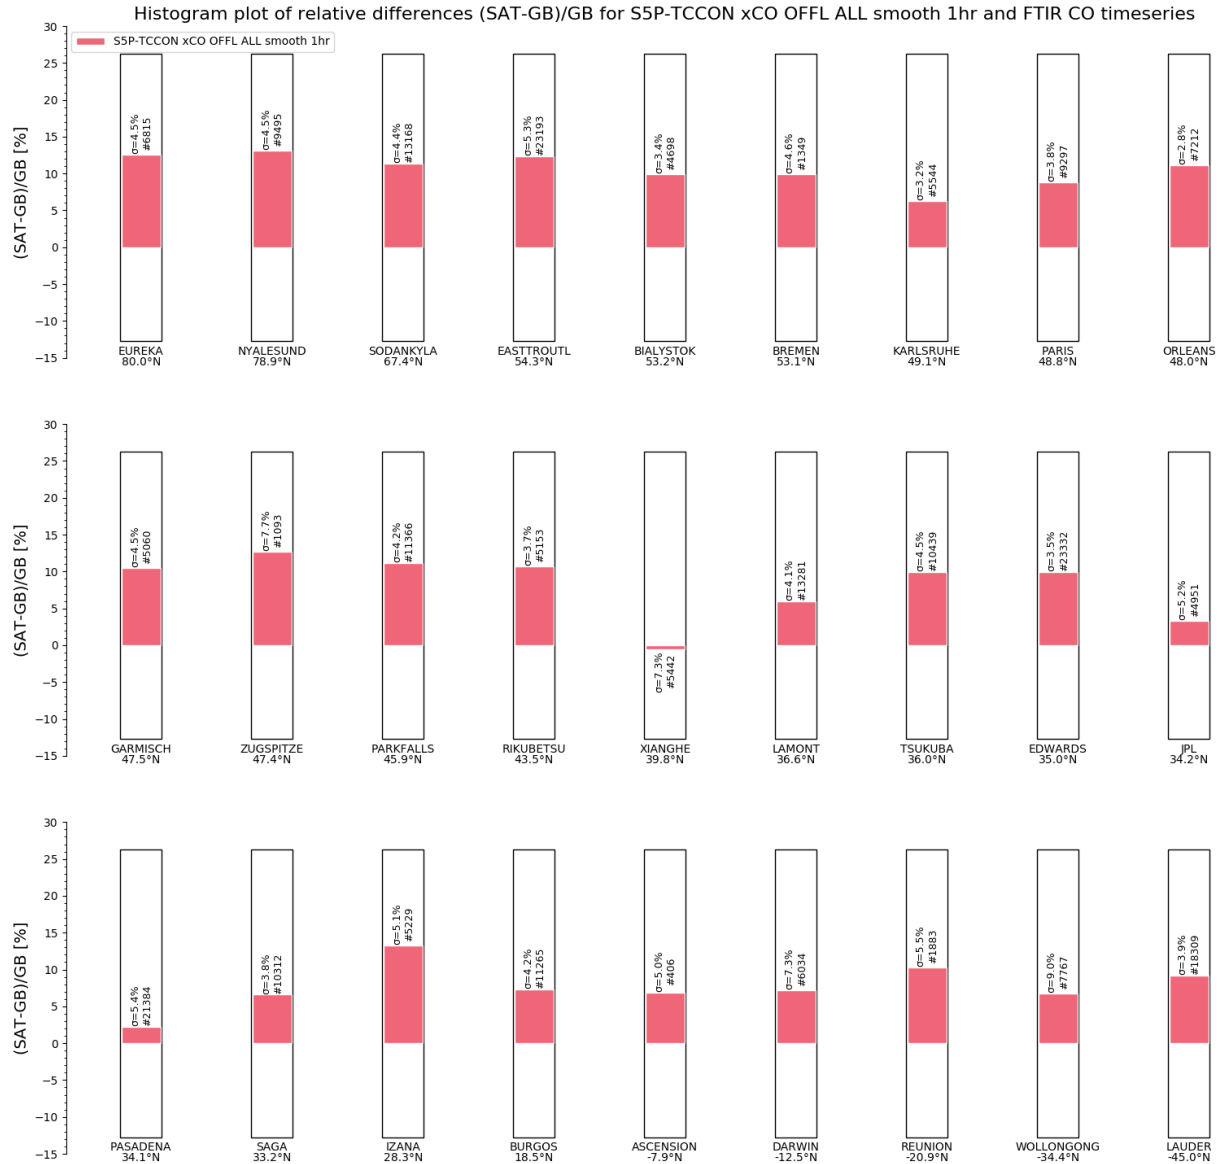 Histogram plot of relative differences (SAT-GB)/GB for S5P-TCCON xCO OFFL ALL smooth 1hr and FTIR CO timeseries
S5P-TCCON xCO OFFL ALL smooth 1hr
(SAT-GB)/GB [%]
30
25
20
15
10
5
0
−5
−10
−15
σ=4.5%
#6815
σ=4.5%
#9495
σ=4.4%
#13168
σ=5.3%
#23193
σ=3.4%
#4698
σ=4.6%
#1349
σ=3.2%
#5544
σ=3.8%
#9297
σ=2.8%
#7212
EUREKA
80.0°N
NYALESUND
78.9°N
SODANKYLA
67.4°N
EASTTROUTL
54.3°N
BIALYSTOK
53.2°N
BREMEN
53.1°N
KARLSRUHE
49.1°N
PARIS
48.8°N
ORLEANS
48.0°N
(SAT-GB)/GB [%]
30
25
20
15
10
5
0
−5
−10
−15
σ=4.5%
#5060
σ=7.7%
#1093
σ=4.2%
#11366
σ=3.7%
#5153
σ=7.3%
#5442
σ=4.1%
#13281
σ=4.5%
#10439
σ=3.5%
#23332
σ=5.2%
#4951
GARMISCH
47.5°N
ZUGSPITZE
47.4°N
PARKFALLS
45.9°N
RIKUBETSU
43.5°N
XIANGHE
39.8°N
LAMONT
36.6°N
TSUKUBA
36.0°N
EDWARDS
35.0°N
JPL
34.2°N
(SAT-GB)/GB [%]
30
25
20
15
10
5
0
−5
−10
−15
σ=5.4%
#21384
σ=3.8%
#10312
σ=5.1%
#5229
σ=4.2%
#11265
σ=5.0%
#406
σ=7.3%
#6034
σ=5.5%
#1883
σ=9.0%
#7767
σ=3.9%
#18309
PASADENA
34.1°N
SAGA
33.2°N
IZANA
28.3°N
BURGOS
18.5°N
ASCENSION
-7.9°N
DARWIN
-12.5°N
REUNION
-20.9°N
WOLLONGONG
-34.4°N
LAUDER
-45.0°N